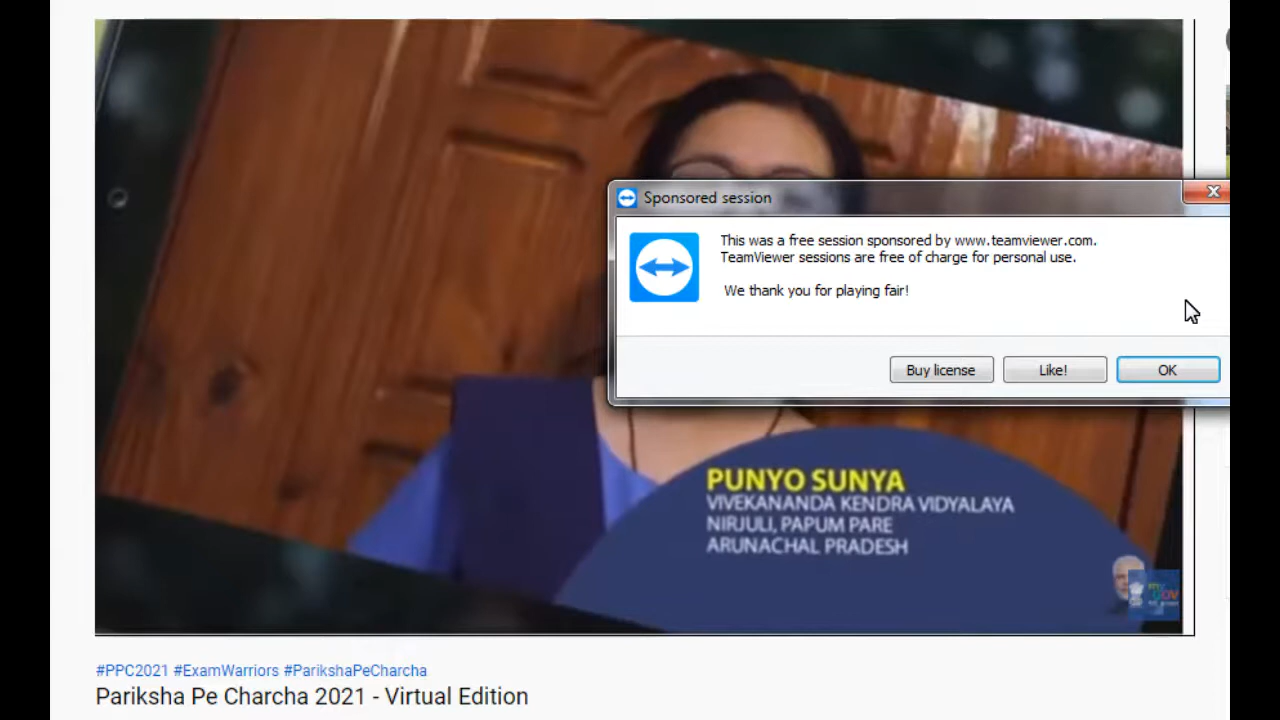 Sponsored session
This was a free session sponsored by www.teamviewer.com.
TeamViewer sessions are free of charge for personal use.
We thank you for playing fair!
Buy license
Like!
OK
PUNYO SUNYA
VIVEKANANDA KENDRA VIDYALAYA
NIRJULI, PAPUM PARE
ARUNACHAL PRADESH
#PPC2021 #ExamWarriors #ParikshaPeCharcha
Pariksha Pe Charcha 2021 - Virtual Edition